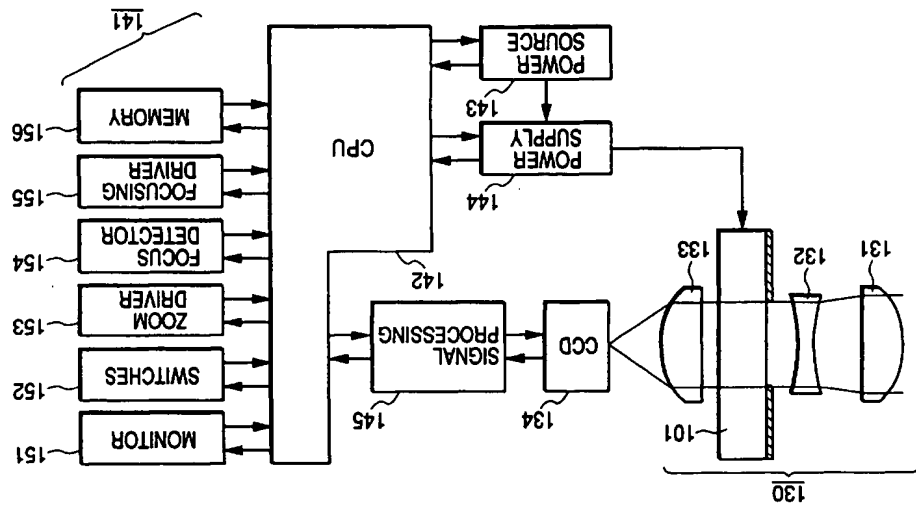 130
101
131
132
133
134
CCD
145
SIGNAL
PROCESSING
142
CPU
144
POWER
SUPPLY
143
POWER
SOURCE
151
MONITOR
152
SWITCHES
153
ZOOM
DRIVER
154
FOCUS
DETECTOR
155
FOCUSING
DRIVER
156
MEMORY
141